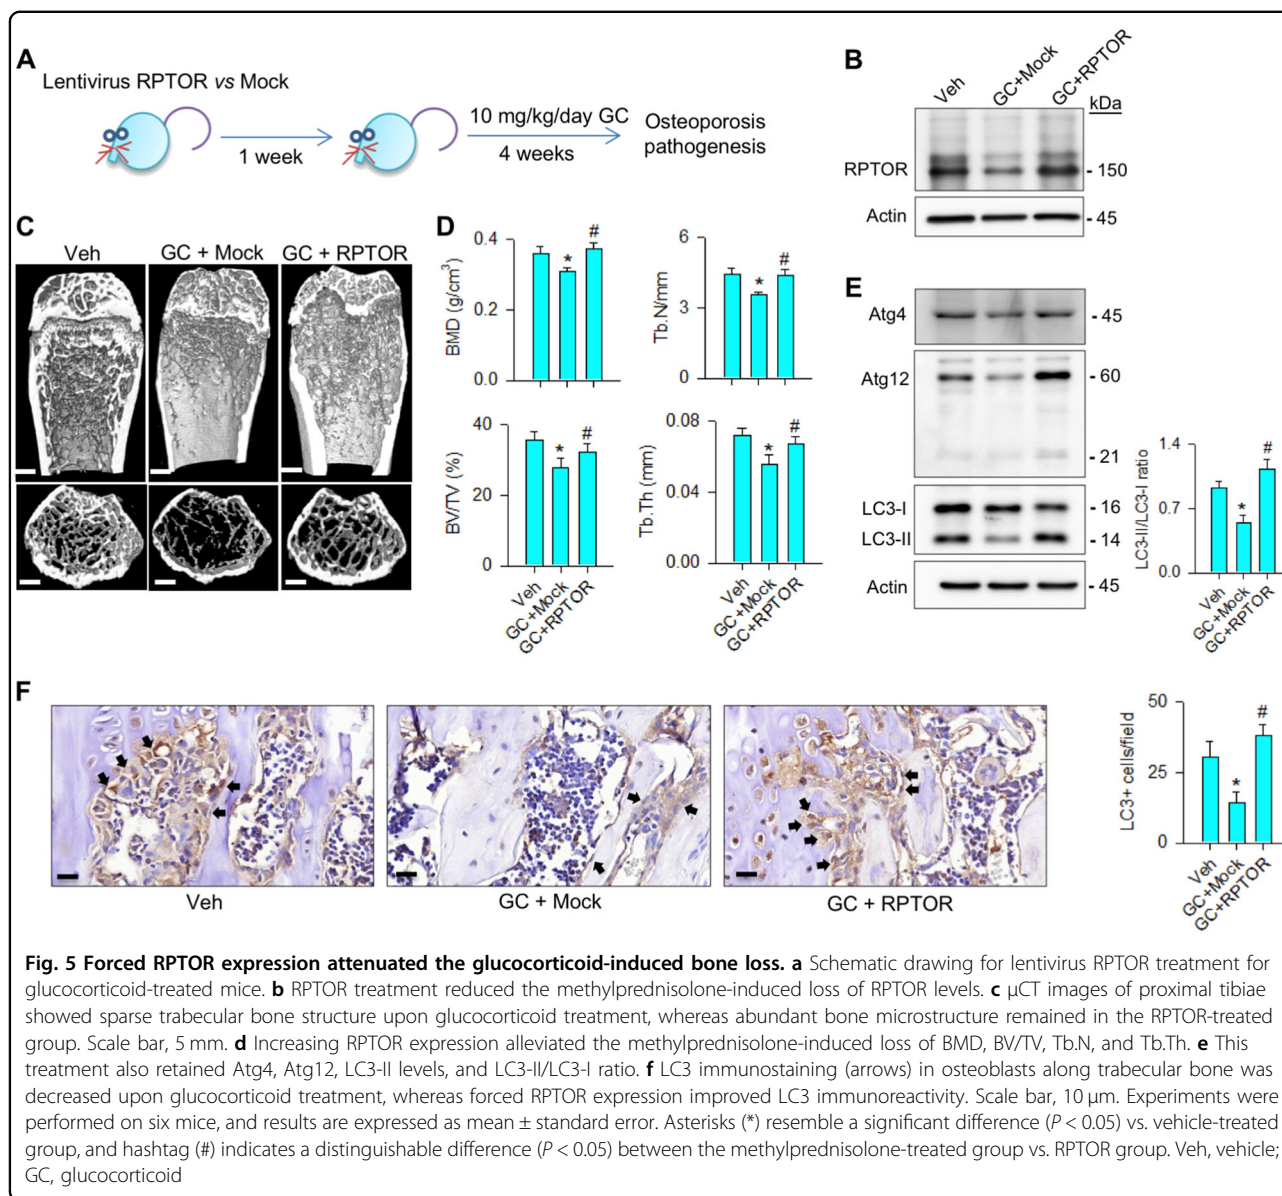 A
Lentivirus RPTOR vs Mock
1 week
10 mg/kg/day GC
4 weeks
Osteoporosis
pathogenesis
B
Veh
GC+Mock
GC+RPTOR
kDa
RPTOR
- 150
Actin
- 45
C
Veh
GC + Mock
GC + RPTOR
D
BMD (g/cm³)
0.4
0.2
0.0
*
#
Tb.N/mm
6
3
0
*
#
BV/TV (%)
40
20
0
*
#
Veh
GC+Mock
GC+RPTOR
Tb.Th (mm)
0.08
0.04
0.00
*
#
Veh
GC+Mock
GC+RPTOR
E
Atg4
- 45
Atg12
- 60
- 21
LC3-I
- 16
LC3-II
- 14
Actin
- 45
LC3-II/LC3-I ratio
1.4
0.7
0.0
*
#
Veh
GC+Mock
GC+RPTOR
F
Veh
GC + Mock
GC + RPTOR
LC3+ cells/field
50
25
0
*
#
Veh
GC+Mock
GC+RPTOR
Fig. 5 Forced RPTOR expression attenuated the glucocorticoid-induced bone loss. a Schematic drawing for lentivirus RPTOR treatment for
glucocorticoid-treated mice. b RPTOR treatment reduced the methylprednisolone-induced loss of RPTOR levels. c μCT images of proximal tibiae
showed sparse trabecular bone structure upon glucocorticoid treatment, whereas abundant bone microstructure remained in the RPTOR-treated
group. Scale bar, 5 mm. d Increasing RPTOR expression alleviated the methylprednisolone-induced loss of BMD, BV/TV, Tb.N, and Tb.Th. e This
treatment also retained Atg4, Atg12, LC3-II levels, and LC3-II/LC3-I ratio. f LC3 immunostaining (arrows) in osteoblasts along trabecular bone was
decreased upon glucocorticoid treatment, whereas forced RPTOR expression improved LC3 immunoreactivity. Scale bar, 10 μm. Experiments were
performed on six mice, and results are expressed as mean ± standard error. Asterisks (*) resemble a significant difference (P < 0.05) vs. vehicle-treated
group, and hashtag (#) indicates a distinguishable difference (P < 0.05) between the methylprednisolone-treated group vs. RPTOR group. Veh, vehicle;
GC, glucocorticoid